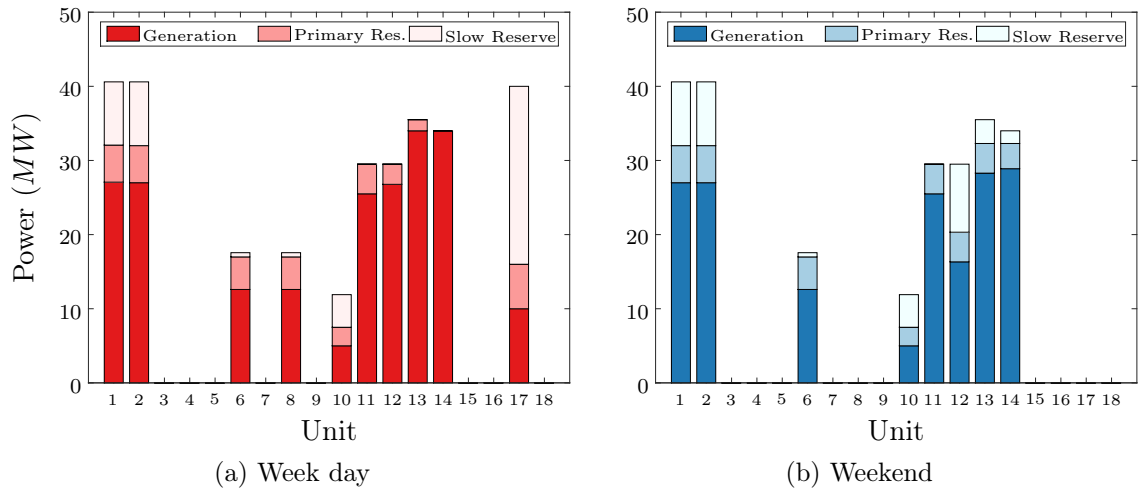 50
40
30
20
10
0
Power (MW)
Generation Primary Res. Slow Reserve
1 2 3 4 5 6 7 8 9 10 11 12 13 14 15 16 17 18
Unit
(a) Week day
50
40
30
20
10
0
Generation Primary Res. Slow Reserve
1 2 3 4 5 6 7 8 9 10 11 12 13 14 15 16 17 18
Unit
(b) Weekend